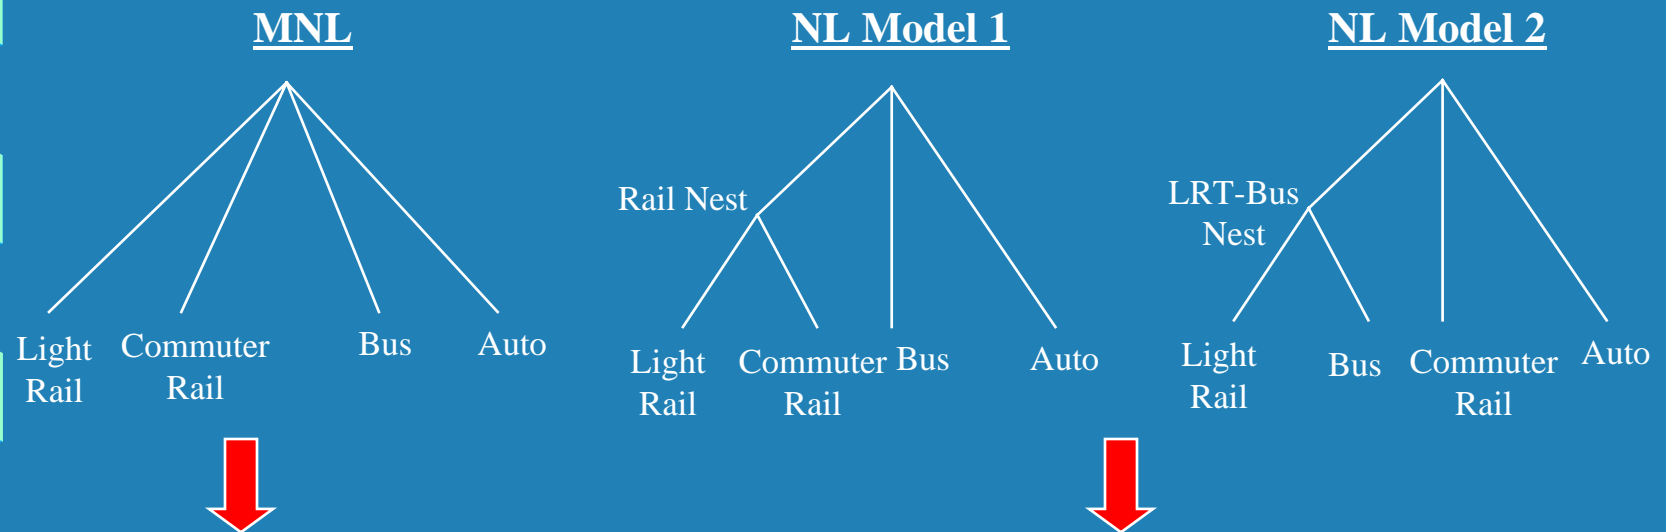 MNL
NL Model 1
NL Model 2
Rail Nest
LRT-Bus
Nest
Light
Rail
Commuter
Rail
Bus
Auto
Light
Rail
Commuter
Rail
Bus
Auto
Light
Rail
Bus
Commuter
Rail
Auto